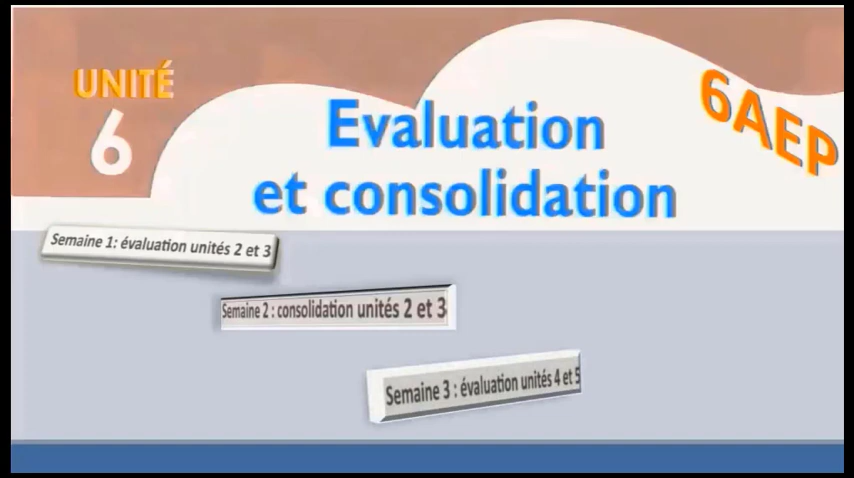 UNITÉ
6
6AEP
Evaluation
et consolidation
Semaine 1: évaluation unités 2 et 3
Semaine 2 : consolidation unités 2 et 3
Semaine 3 : évaluation unités 4 et 5